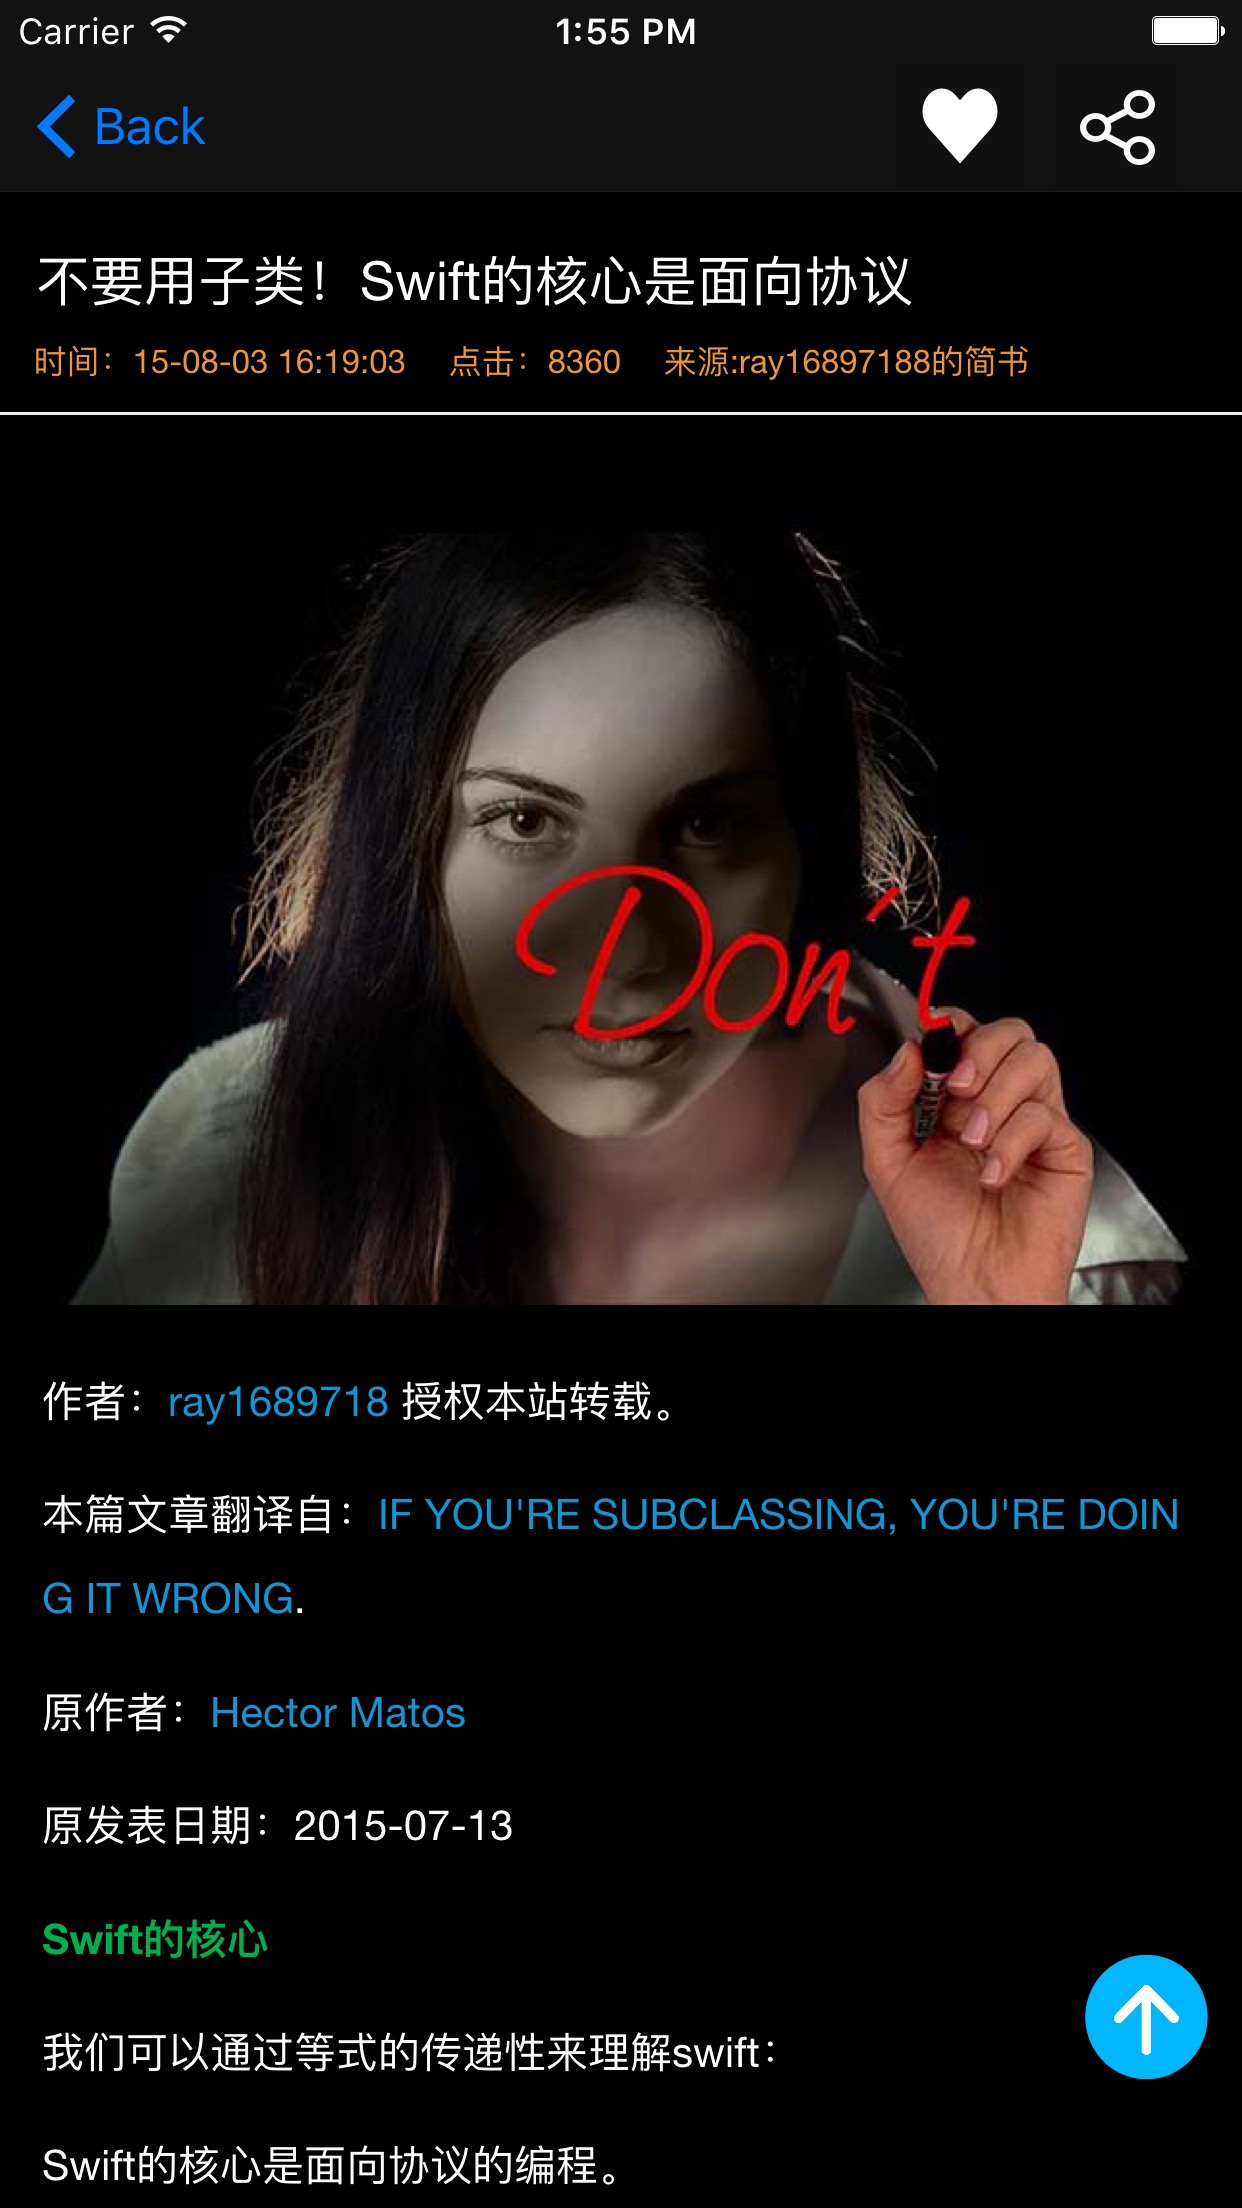 Carrier 1:55 PM
Back
不要用子类！Swift的核心是面向协议
时间：15-08-03 16:19:03 点击：8360 来源:ray16897188的简书
Don't
作者：ray1689718 授权本站转载。
本篇文章翻译自：IF YOU'RE SUBCLASSING, YOU'RE DOIN
G IT WRONG.
原作者：Hector Matos
原发表日期：2015-07-13
Swift的核心
我们可以通过等式的传递性来理解swift：
Swift的核心是面向协议的编程。